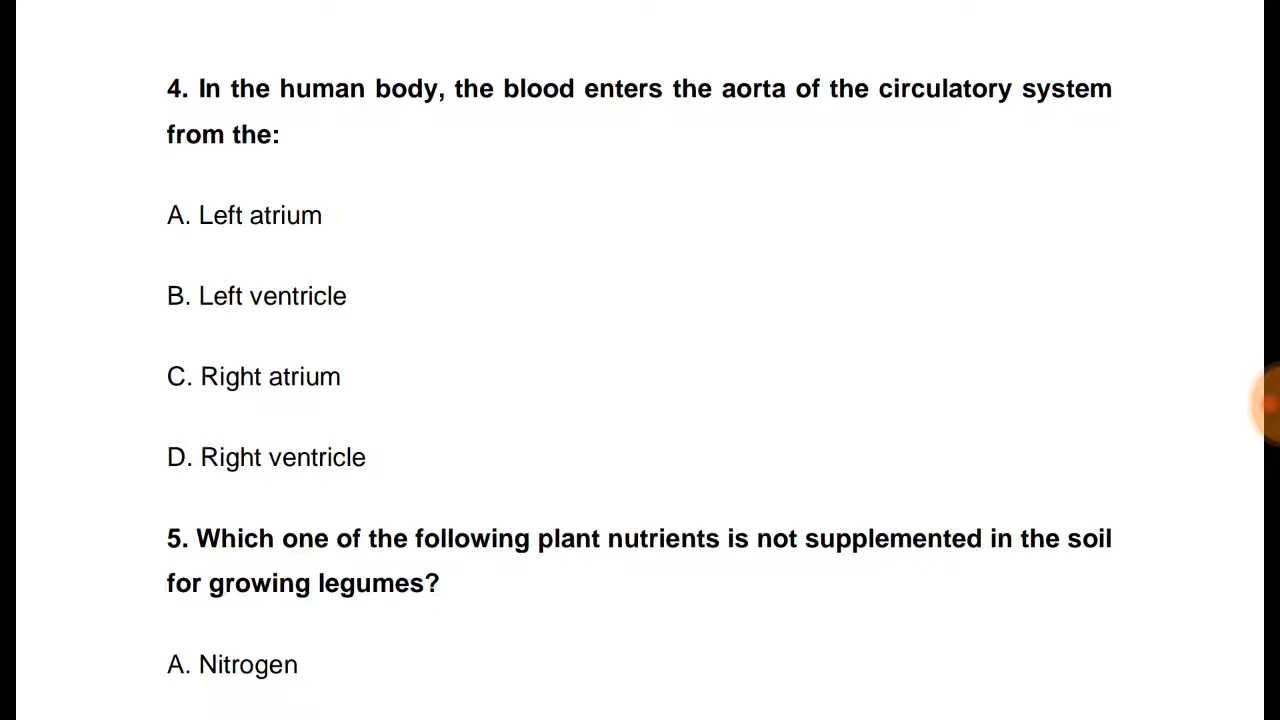 4. In the human body, the blood enters the aorta of the circulatory system
from the:
A. Left atrium
B. Left ventricle
C. Right atrium
D. Right ventricle
5. Which one of the following plant nutrients is not supplemented in the soil
for growing legumes?
A. Nitrogen